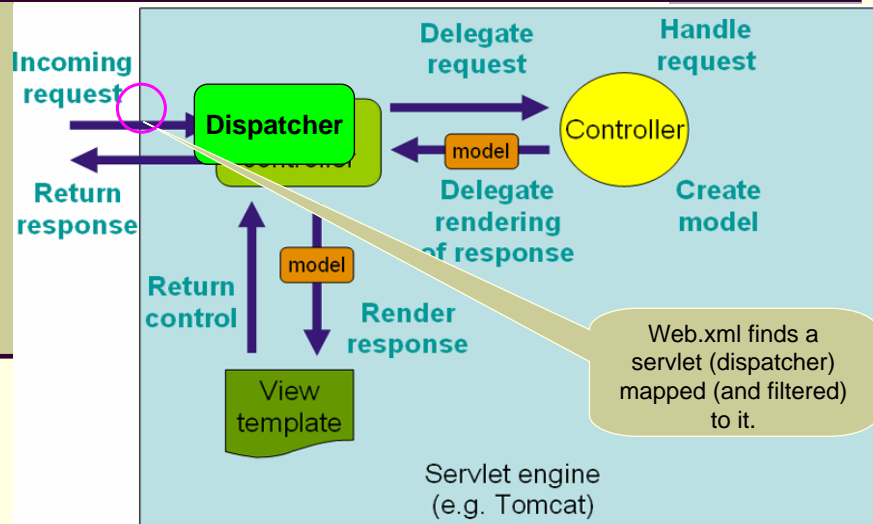 Incoming
request
Dispatcher
Delegate
request
Handle
request
Controller
model
Return
response
Delegate
rendering
of response
Create
model
model
Return
control
Render
response
View
template
Web.xml finds a
servlet (dispatcher)
mapped (and filtered)
to it.
Servlet engine
(e.g. Tomcat)